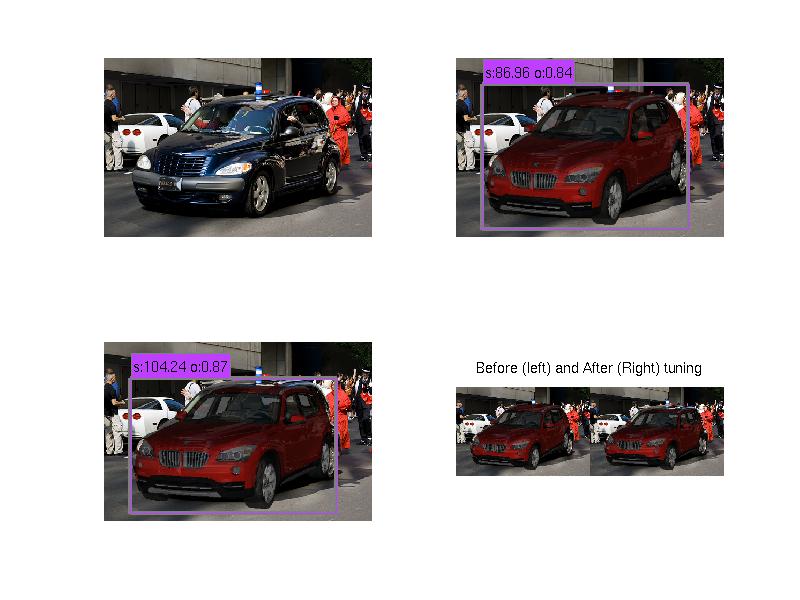 s:86.96 o:0.84
s:104.24 o:0.87
Before (left) and After (Right) tuning